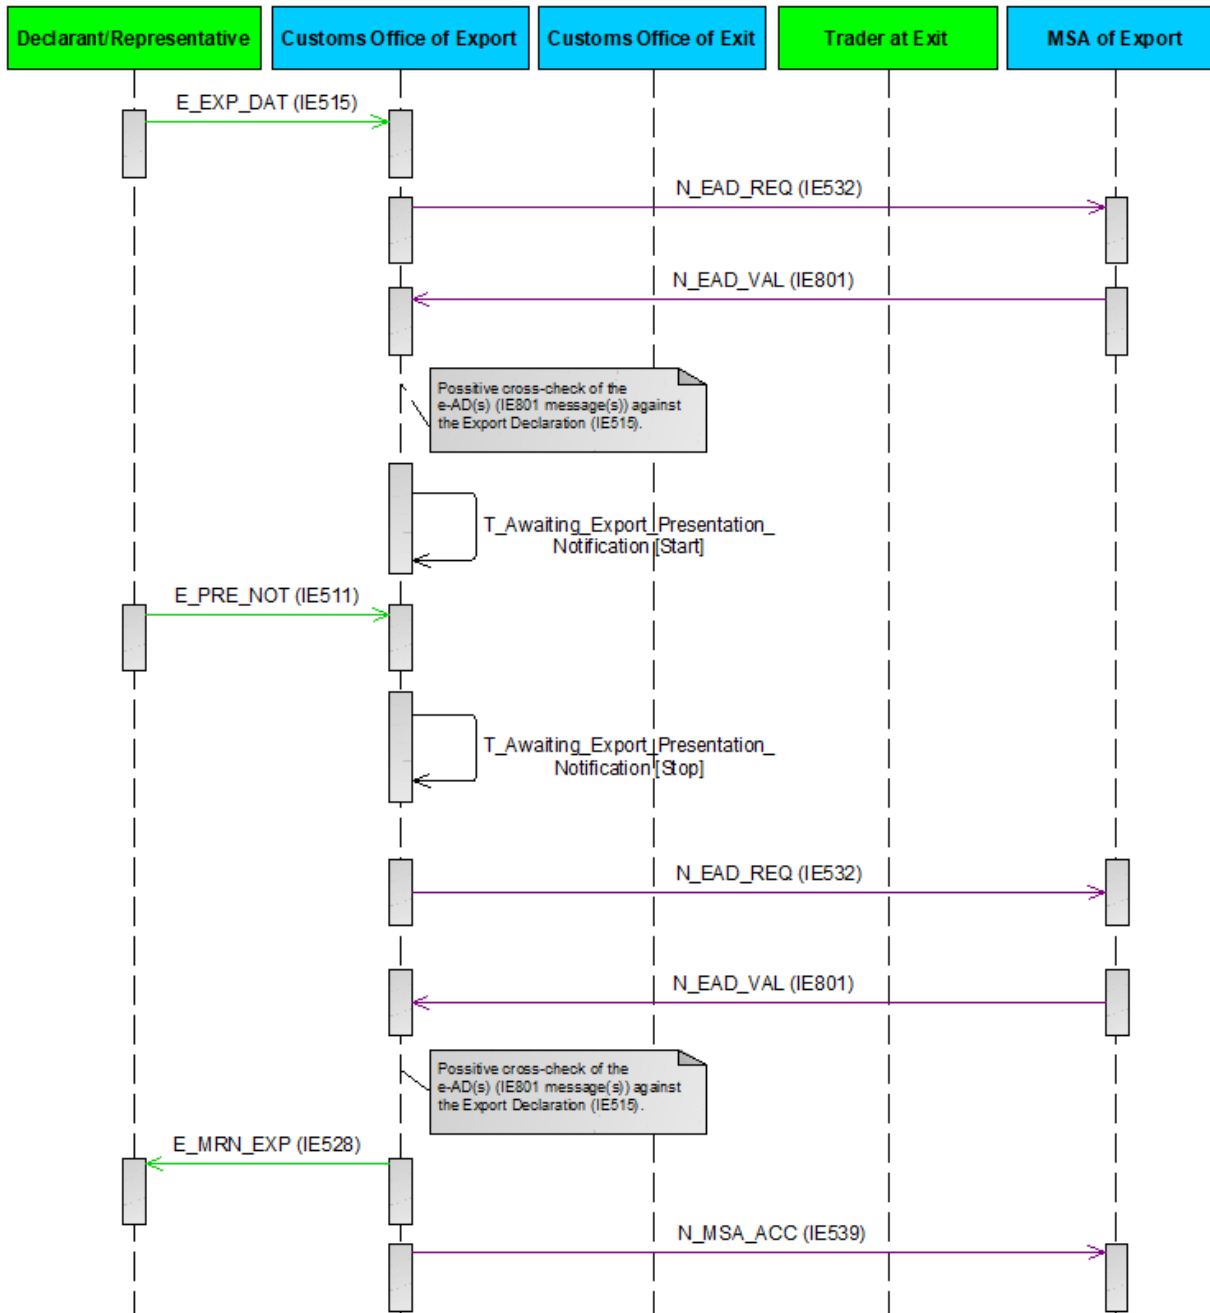 Declarant/Representative
Customs Office of Export
Customs Office of Exit
Trader at Exit
MSA of Export
E_EXP_DAT (IE515)
N_EAD_REQ (IE532)
N_EAD_VAL (IE801)
Possitive cross-check of the
e-AD(s) (IE801 message(s)) against
the Export Declaration (IE515).
T_Awaiting_Export_Presentation_
Notification [Start]
E_PRE_NOT (IE511)
T_Awaiting_Export_Presentation_
Notification [Stop]
N_EAD_REQ (IE532)
N_EAD_VAL (IE801)
Possitive cross-check of the
e-AD(s) (IE801 message(s)) against
the Export Declaration (IE515).
E_MRN_EXP (IE528)
N_MSA_ACC (IE539)